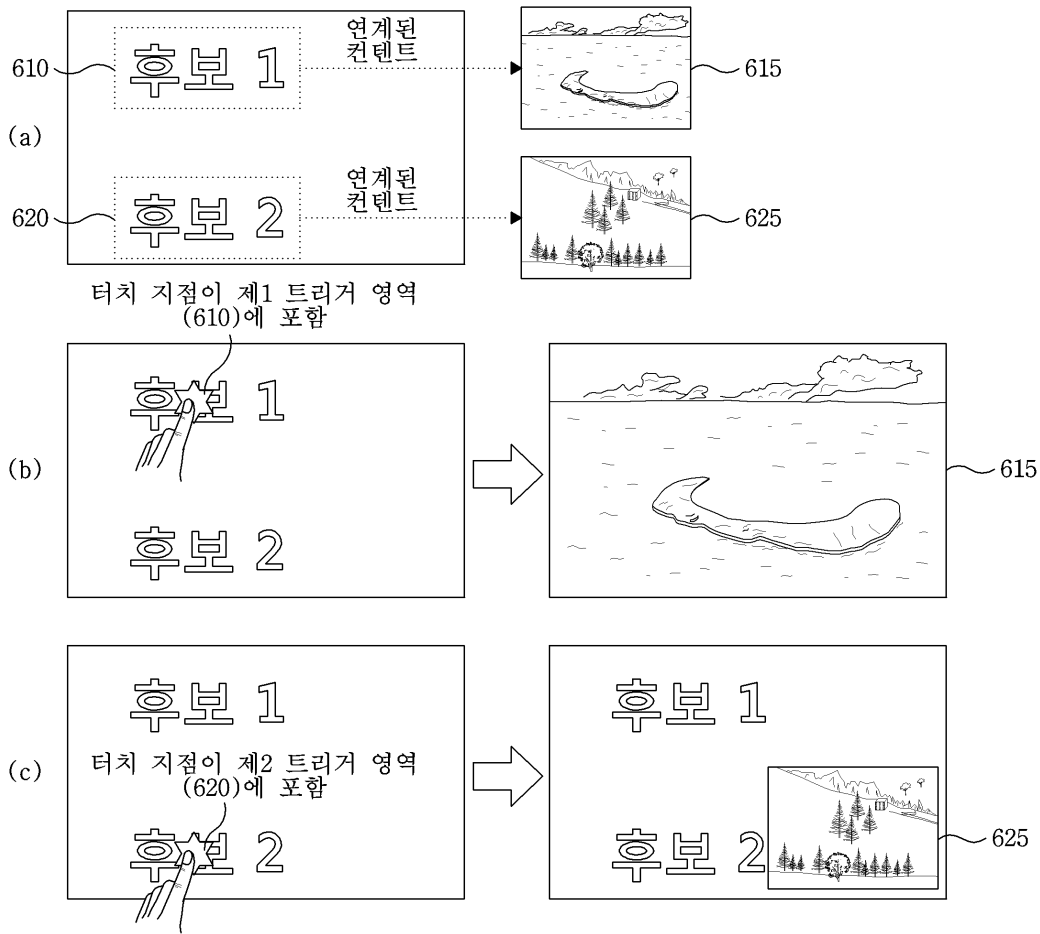 (a)
610
후보 1
연계된
컨텐트
615
620
후보 2
연계된
컨텐트
625
터치 지점이 제1 트리거 영역
(610)에 포함
(b)
후보 1
후보 2
615
(c)
후보 1
터치 지점이 제2 트리거 영역
(620)에 포함
후보 2
후보 1
후보 2
625